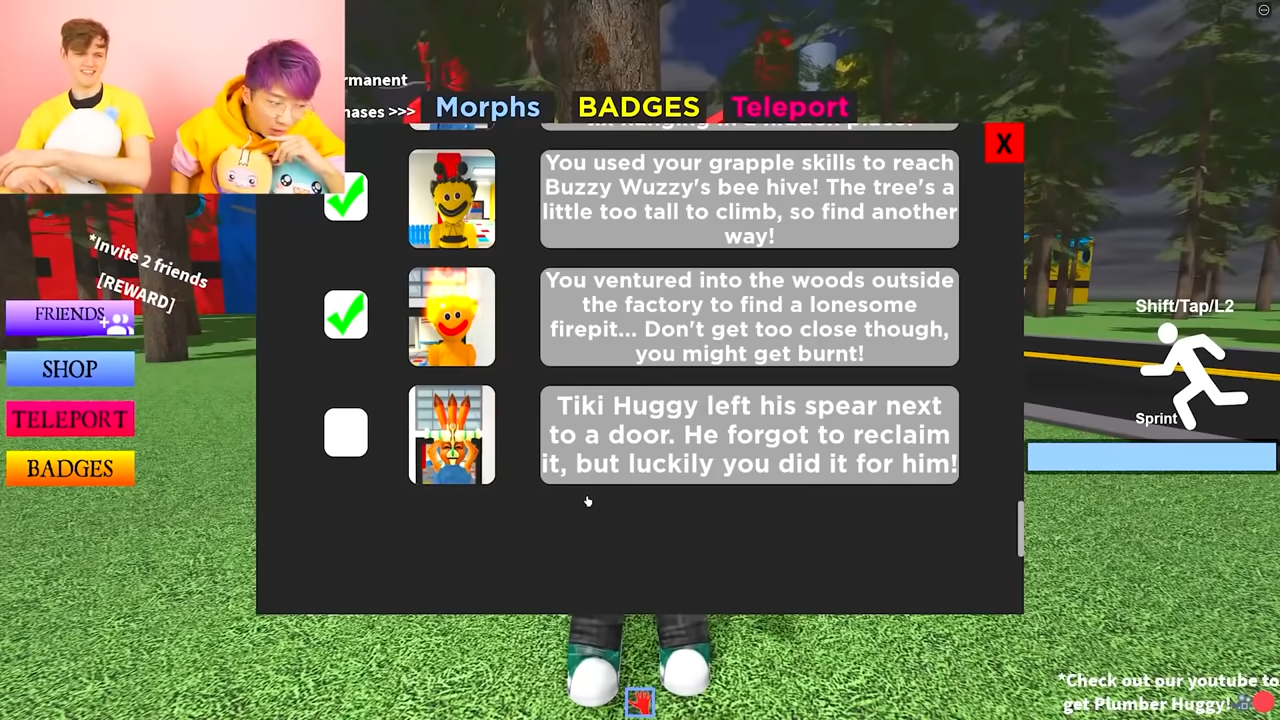 rmanent
hases >>>
Morphs
BADGES
Teleport
X
You used your grapple skills to reach
Buzzy Wuzzy's bee hive! The tree's a
little too tall to climb, so find another
way!
You ventured into the woods outside
the factory to find a lonesome
firepit... Don't get too close though,
you might get burnt!
Tiki Huggy left his spear next
to a door. He forgot to reclaim
it, but luckily you did it for him!
*Invite 2 friends
[REWARD]
FRIENDS
SHOP
TELEPORT
BADGES
Shift/Tap/L2
Sprint
*Check out our youtube to
get Plumber Huggy!